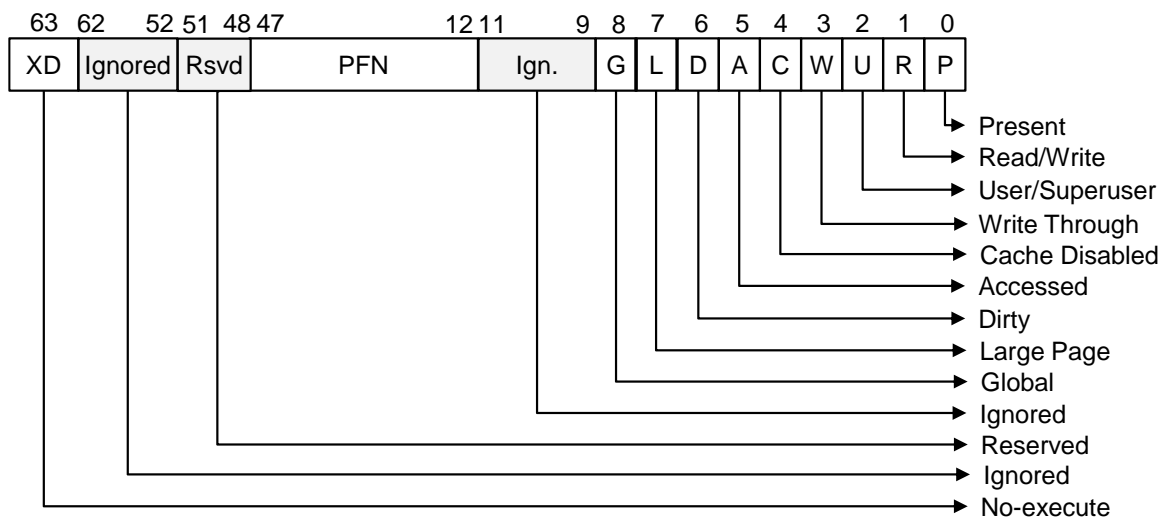 63 62 52 51 48 47 12 11 9 8 7 6 5 4 3 2 1 0
XD Ignored Rsvd PFN Ign. G L D A C W U R P
Present
Read/Write
User/Superuser
Write Through
Cache Disabled
Accessed
Dirty
Large Page
Global
Ignored
Reserved
Ignored
No-execute